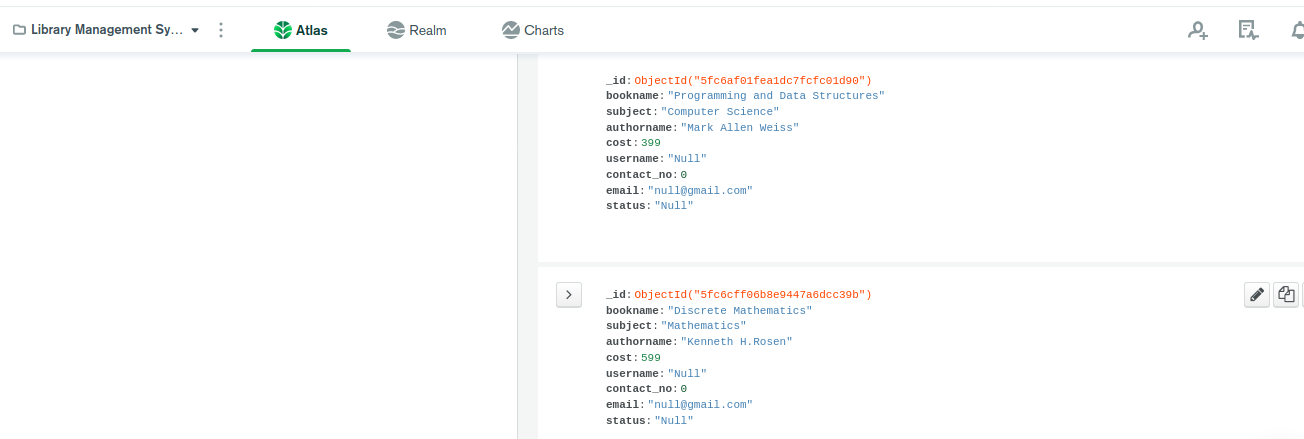 Library Management Sy...
Atlas
Realm
Charts
_id: ObjectId("5fc6af01fea1dc7fcfc01d90")
bookname: "Programming and Data Structures"
subject: "Computer Science"
authorname: "Mark Allen Weiss"
cost: 399
username: "Null"
contact_no: 0
email: "null@gmail.com"
status: "Null"
_id: ObjectId("5fc6cff06b8e9447a6dcc39b")
bookname: "Discrete Mathematics"
subject: "Mathematics"
authorname: "Kenneth H.Rosen"
cost: 599
username: "Null"
contact_no: 0
email: "null@gmail.com"
status: "Null"